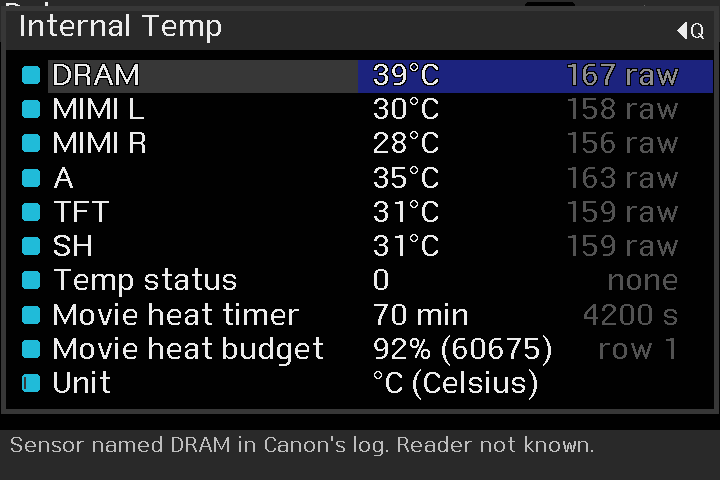 Internal Temp
Q
DRAM 39°C 167 raw
MIMI L 30°C 158 raw
MIMI R 28°C 156 raw
A 35°C 163 raw
TFT 31°C 159 raw
SH 31°C 159 raw
Temp status 0 none
Movie heat timer 70 min 4200 s
Movie heat budget 92% (60675) row 1
Unit °C (Celsius)
Sensor named DRAM in Canon's log. Reader not known.